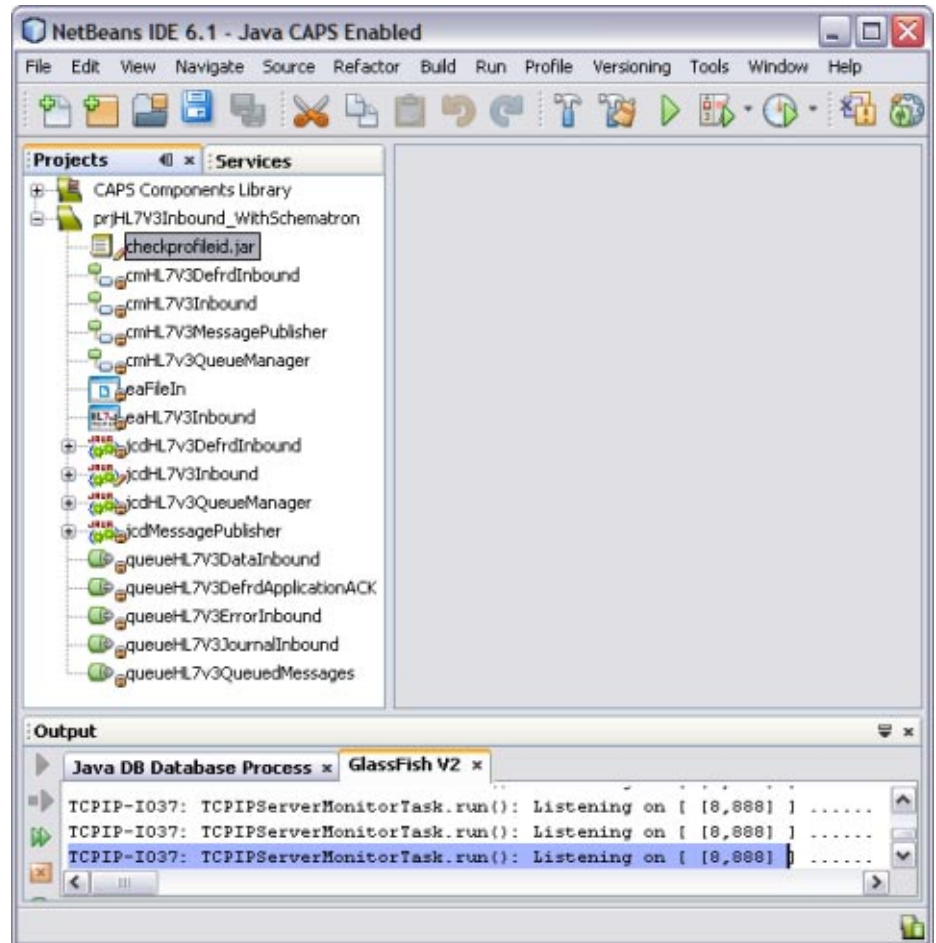 NetBeans IDE 6.1 - Java CAPS Enabled
File Edit View Navigate Source Refactor Build Run Profile Versioning Tools Window Help
Projects Services
CAPS Components Library
prjHL7V3Inbound_WithSchematron
checkprofileid.jar
cmHL7V3DefrdInbound
cmHL7V3Inbound
cmHL7V3MessagePublisher
cmHL7v3QueueManager
eaFileIn
eaHL7V3Inbound
jcdHL7v3DefrdInbound
jcdHL7V3Inbound
jcdHL7v3QueueManager
jcdMessagePublisher
queueHL7V3DataInbound
queueHL7V3DefrdApplicationACK
queueHL7V3ErrorInbound
queueHL7V3JournalInbound
queueHL7v3QueuedMessages
Output
Java DB Database Process GlassFish V2
TCPIP-I037: TCPIPServerMonitorTask.run(): Listening on [ [8,888] ] ......
TCPIP-I037: TCPIPServerMonitorTask.run(): Listening on [ [8,888] ] ......
TCPIP-I037: TCPIPServerMonitorTask.run(): Listening on [ [8,888] ] ......